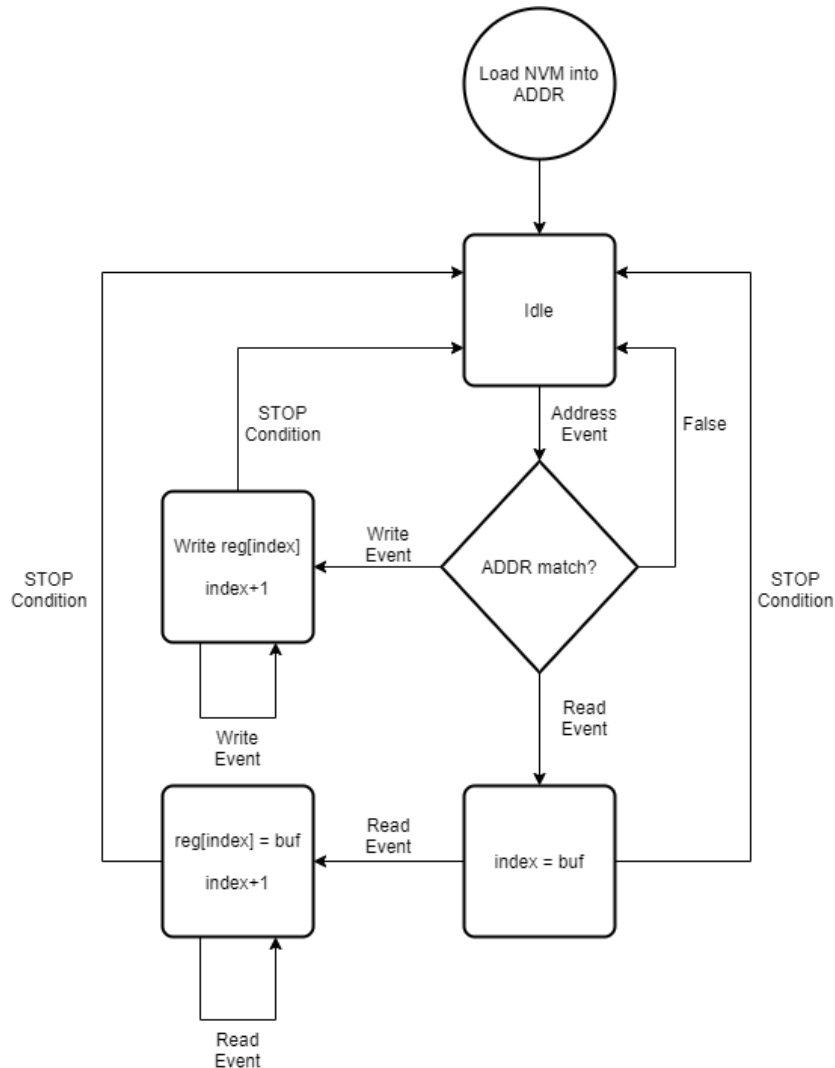 Load NVM into
ADDR
Idle
Address
Event
False
STOP
Condition
Write reg[index]
index+1
Write
Event
ADDR match?
STOP
Condition
STOP
Condition
Write
Event
Read
Event
reg[index] = buf
index+1
Read
Event
index = buf
Read
Event